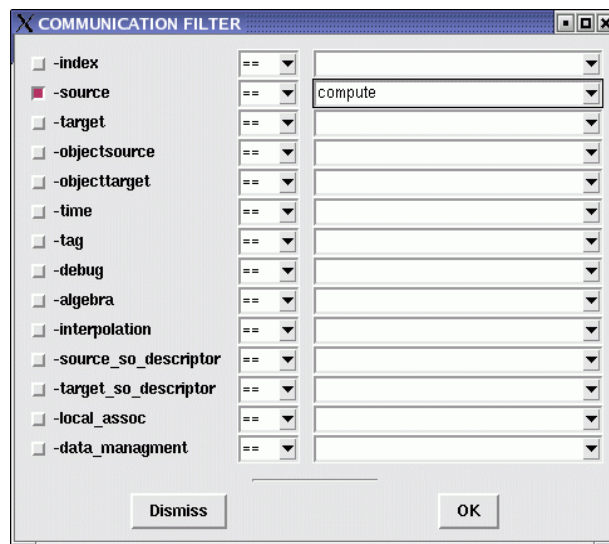 COMMUNICATION FILTER
-index ==
-source == compute
-target ==
-objectsource ==
-objecttarget ==
-time ==
-tag ==
-debug ==
-algebra ==
-interpolation ==
-source_so_descriptor ==
-target_so_descriptor ==
-local_assoc ==
-data_managment ==
Dismiss OK